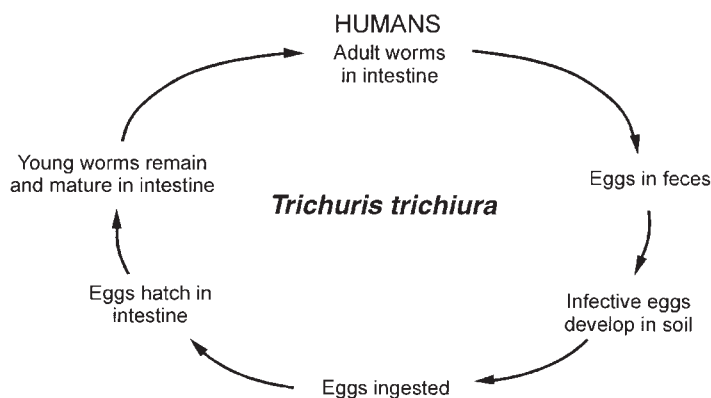 HUMANS
Adult worms
in intestine
Eggs in feces
Infective eggs
develop in soil
Eggs ingested
Eggs hatch in
intestine
Young worms remain
and mature in intestine
Trichuris trichiura